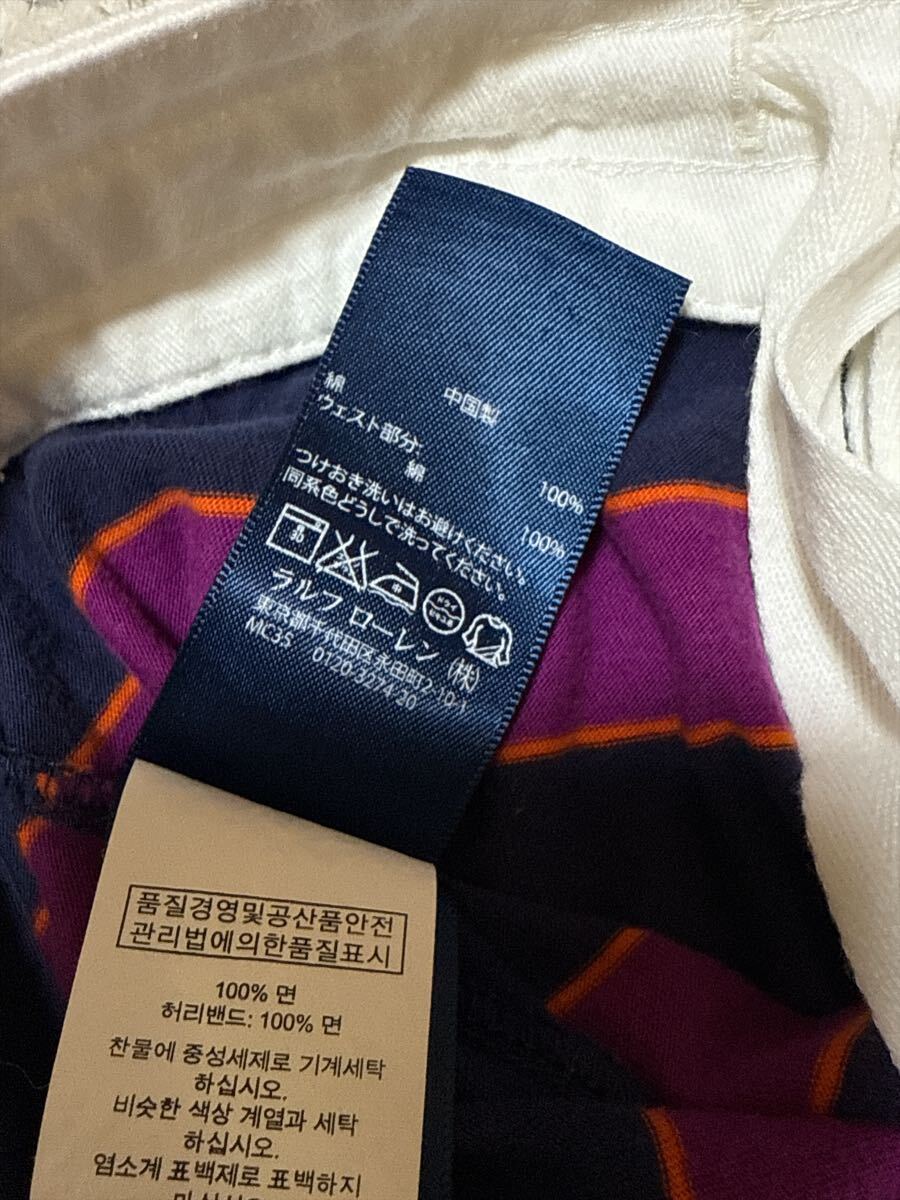 中国製
綿 100%
ウェスト部分:
綿 100%
つけおき洗いはお避けください。
同系色どうしで洗ってください。
ラルフ ローレン (株)
東京都千代田区永田町2-10-1
MC35 0120-3274-20
품질경영및공산품안전
관리법에의한품질표시
100% 면
허리밴드: 100% 면
찬물에 중성세제로 기계세탁
하십시오.
비슷한 색상 계열과 세탁
하십시오.
염소계 표백제로 표백하지